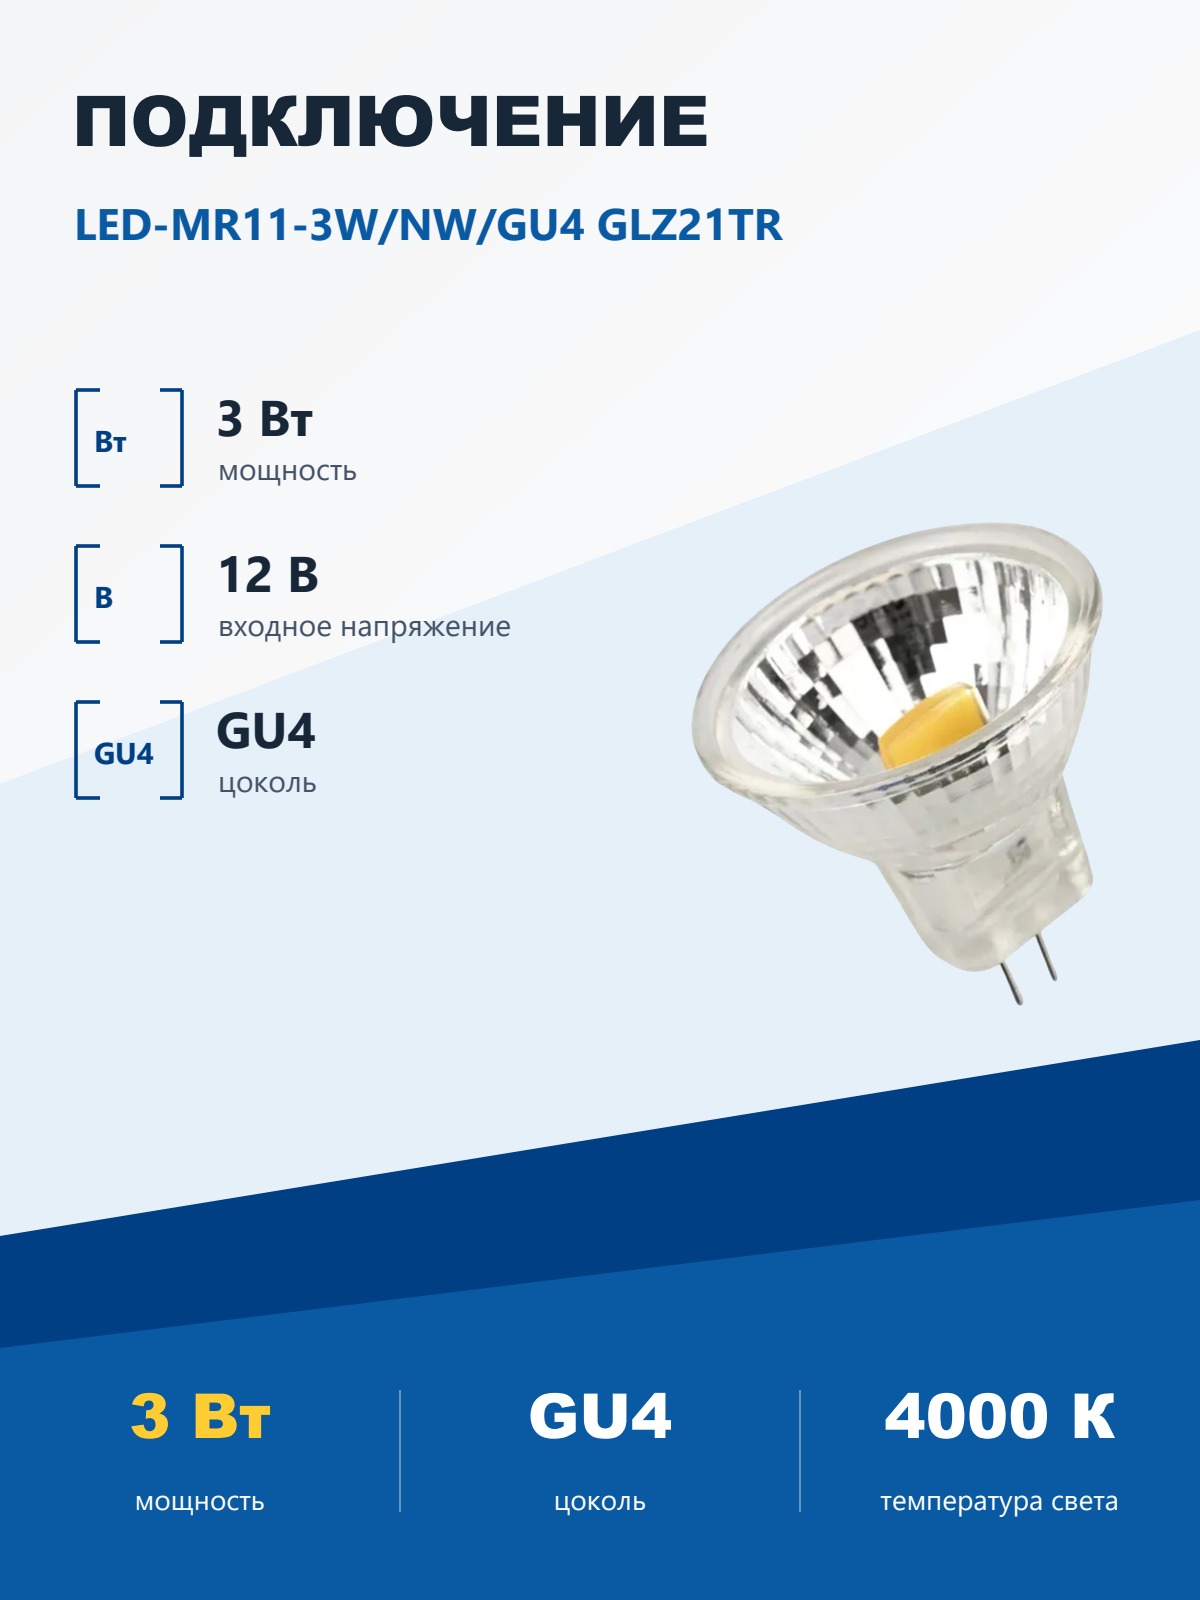 ПОДКЛЮЧЕНИЕ
LED-MR11-3W/NW/GU4 GLZ21TR
Вт
3 Вт
мощность
В
12 В
входное напряжение
GU4
GU4
цоколь
3 Вт
мощность
GU4
цоколь
4000 К
температура света